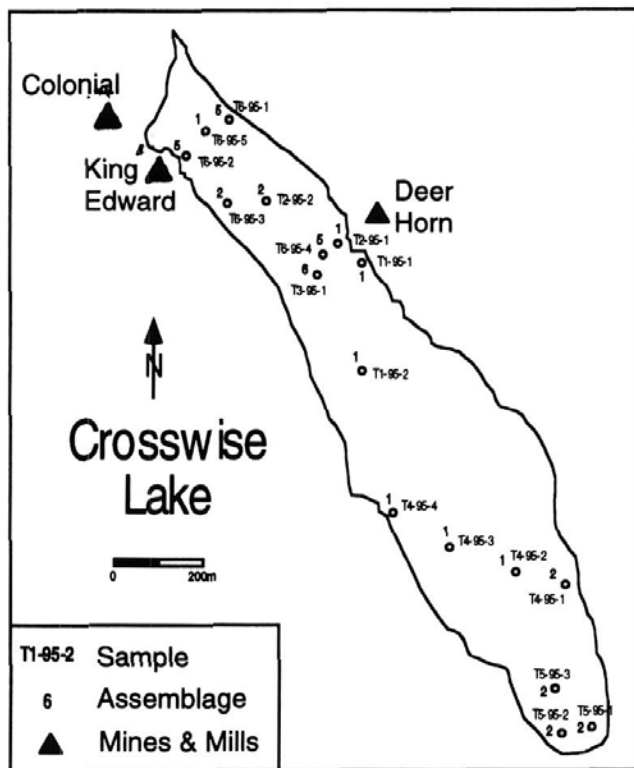 Colonial
5
T6-95-1
1
T6-95-5
5
T6-95-2
King
Edward
2
T6-95-3
2
T2-95-2
Deer
Horn
1
T2-95-1
5
T6-95-4
T1-95-1
1
6
T3-95-1
1
T1-95-2
N
Crosswise
Lake
0
200m
1
T4-95-4
1
T4-95-3
T4-95-2
1
2
T4-95-1
T5-95-3
2
T5-95-1
T5-95-2
2
2
T1-95-2 Sample
6 Assemblage
Mines & Mills